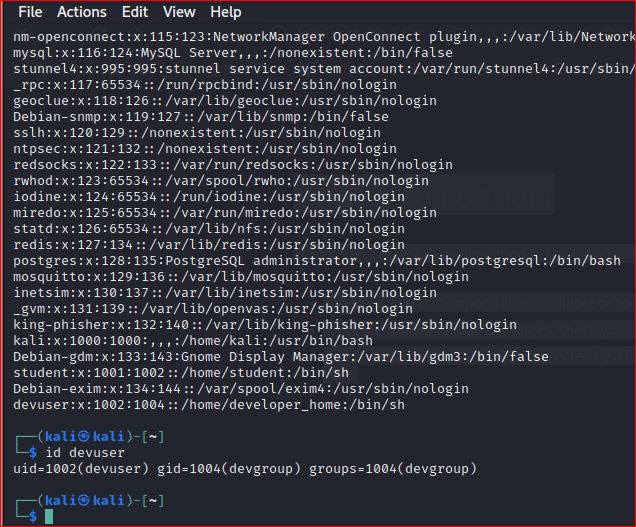 File Actions Edit View Help
nm-openconnect:x:115:123:NetworkManager OpenConnect plugin,,,:/var/lib/Network
mysql:x:116:124:MySQL Server,,,:/nonexistent:/bin/false
stunnel4:x:995:995:stunnel service system account:/var/run/stunnel4:/usr/sbin/
_rpc:x:117:65534::/run/rpcbind:/usr/sbin/nologin
geoclue:x:118:126::/var/lib/geoclue:/usr/sbin/nologin
Debian-snmp:x:119:127::/var/lib/snmp:/bin/false
sslh:x:120:129::/nonexistent:/usr/sbin/nologin
ntpsec:x:121:132::/nonexistent:/usr/sbin/nologin
redsocks:x:122:133::/var/run/redsocks:/usr/sbin/nologin
rwhod:x:123:65534::/var/spool/rwho:/usr/sbin/nologin
iodine:x:124:65534::/run/iodine:/usr/sbin/nologin
miredo:x:125:65534::/var/run/miredo:/usr/sbin/nologin
statd:x:126:65534::/var/lib/nfs:/usr/sbin/nologin
redis:x:127:134::/var/lib/redis:/usr/sbin/nologin
postgres:x:128:135:PostgreSQL administrator,,,:/var/lib/postgresql:/bin/bash
mosquitto:x:129:136::/var/lib/mosquitto:/usr/sbin/nologin
inetsim:x:130:137::/var/lib/inetsim:/usr/sbin/nologin
_gvm:x:131:139::/var/lib/openvas:/usr/sbin/nologin
king-phisher:x:132:140::/var/lib/king-phisher:/usr/sbin/nologin
kali:x:1000:1000:,,,:/home/kali:/usr/bin/bash
Debian-gdm:x:133:143:Gnome Display Manager:/var/lib/gdm3:/bin/false
student:x:1001:1002::/home/student:/bin/sh
Debian-exim:x:134:144::/var/spool/exim4:/usr/sbin/nologin
devuser:x:1002:1004::/home/developer_home:/bin/sh
┌──(kali㉿kali)-[~]
└─$ id devuser
uid=1002(devuser) gid=1004(devgroup) groups=1004(devgroup)
┌──(kali㉿kali)-[~]
└─$